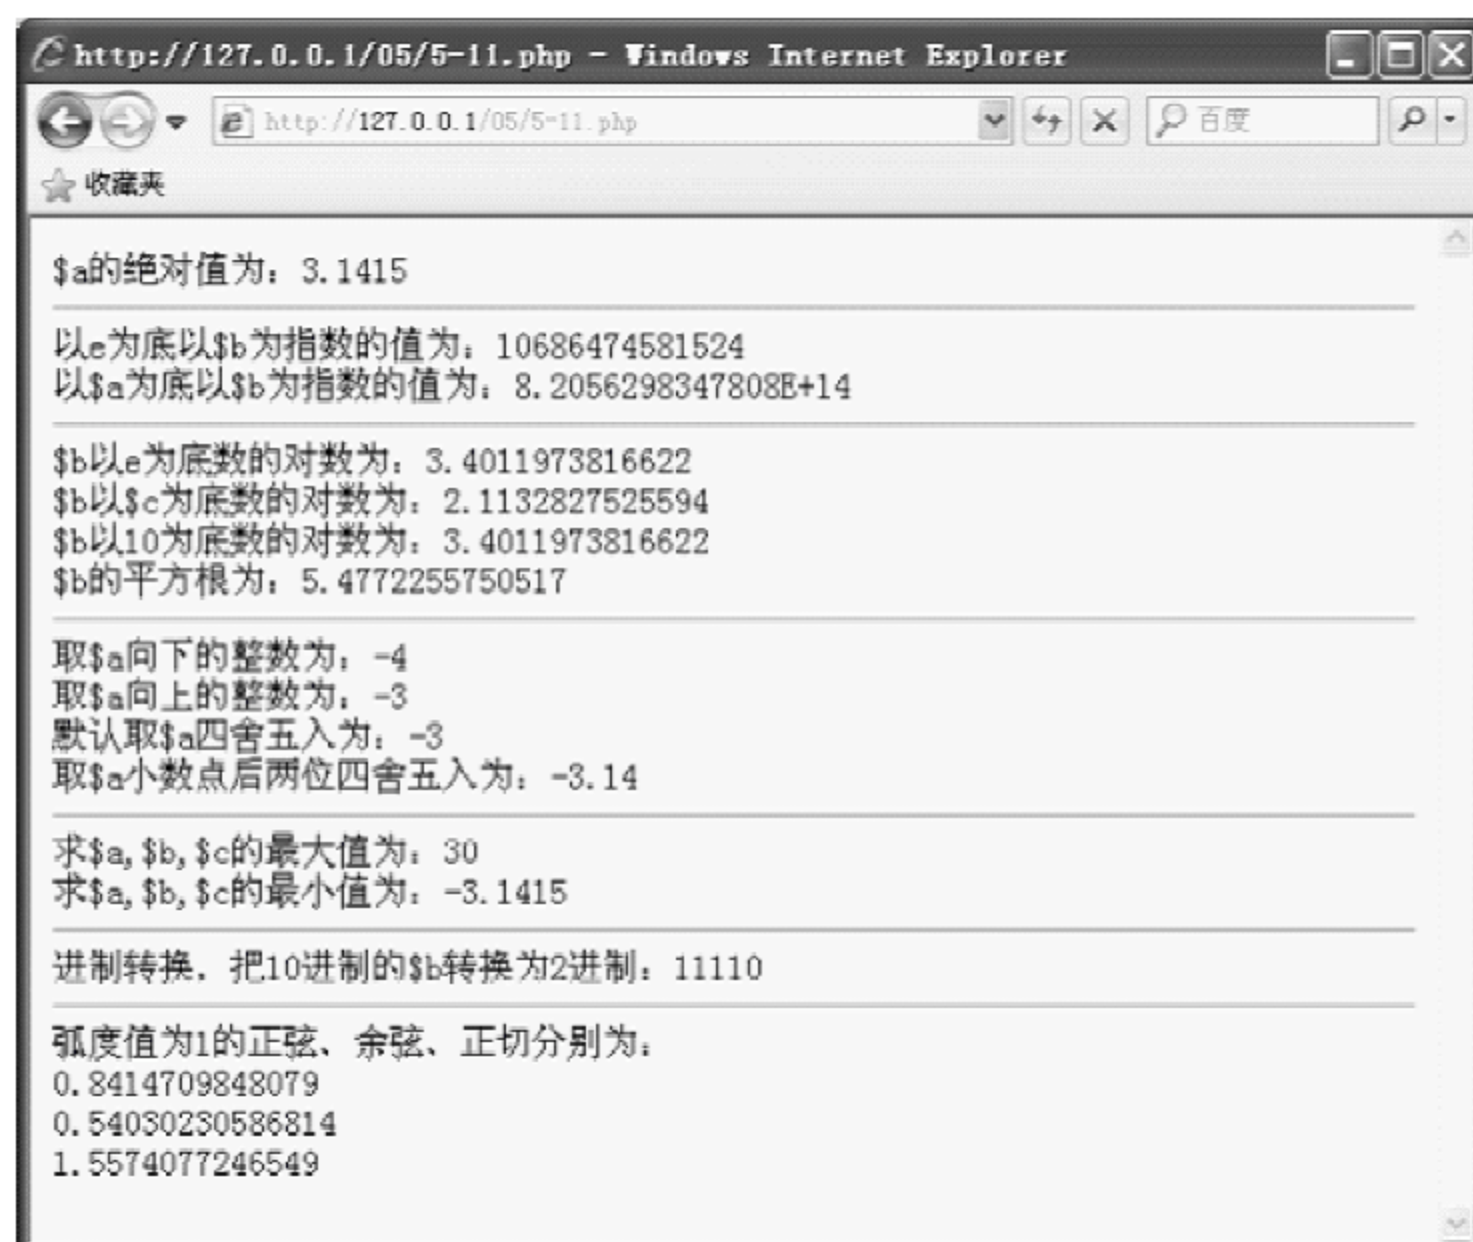 http://127.0.0.1/05/5-11.php - Windows Internet Explorer
http://127.0.0.1/05/5-11.php
百度
收藏夹
$a的绝对值为：3.1415
以e为底以$b为指数的值为：10686474581524
以$a为底以$b为指数的值为：8.2056298347808E+14
$b以e为底数的对数为：3.4011973816622
$b以$c为底数的对数为：2.1132827525594
$b以10为底数的对数为：3.4011973816622
$b的平方根为：5.4772255750517
取$a向下的整数为：-4
取$a向上的整数为：-3
默认取$a四舍五入为：-3
取$a小数点后两位四舍五入为：-3.14
求$a,$b,$c的最大值为：30
求$a,$b,$c的最小值为：-3.1415
进制转换．把10进制的$b转换为2进制：11110
弧度值为1的正弦、余弦、正切分别为：
0.8414709848079
0.54030230586814
1.5574077246549